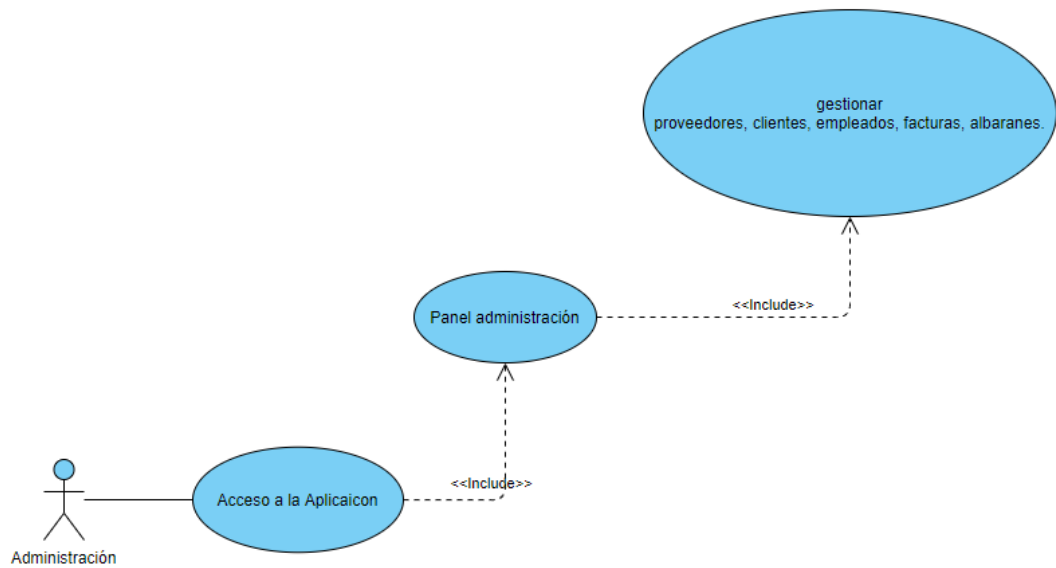 gestionar
proveedores, clientes, empleados, facturas, albaranes.
<<Include>>
Panel administración
<<Include>>
Acceso a la Aplicaicon
Administración